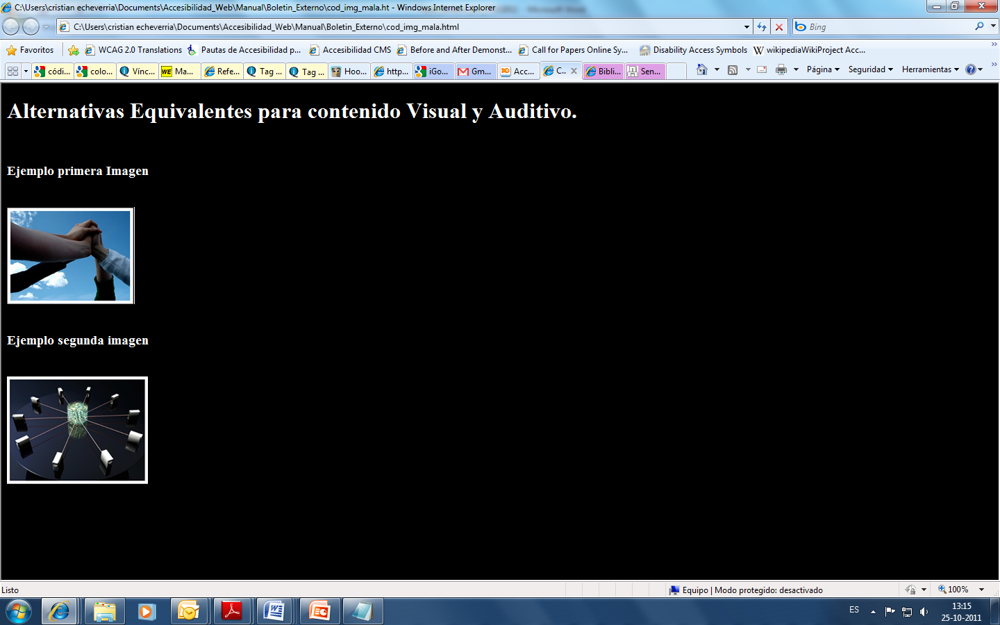 C:\Users\cristian echeverria\Documents\Accesibilidad_Web\Manual\Boletin_Externo\cod_img_mala.ht - Windows Internet Explorer
C:\Users\cristian echeverria\Documents\Accesibilidad_Web\Manual\Boletin_Externo\cod_img_mala.html
Bing
Favoritos WCAG 2.0 Translations Pautas de Accesibilidad p... Accesibilidad CMS Before and After Demonst... Call for Papers Online Sy... Disability Access Symbols wikipediaWikiProject Acc...
códi... colo... Vínc... WE Ma... Refe... Tag ... Tag ... Hoo... http... iGo... Gm... Acc... C.. Bibli... Sen... Página Seguridad Herramientas
Alternativas Equivalentes para contenido Visual y Auditivo.
Ejemplo primera Imagen
Ejemplo segunda imagen
Listo Equipo | Modo protegido: desactivado 100%
ES 13:15
25-10-2011